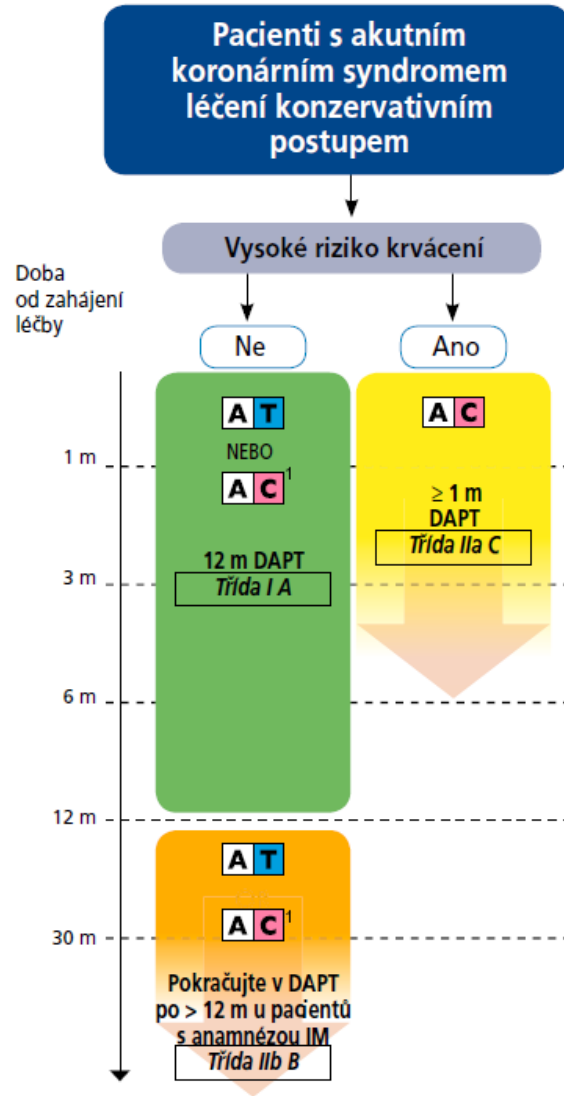 Pacienti s akutním
koronárním syndromem
léčení konzervativním
postupem
Vysoké riziko krvácení
Doba
od zahájení
léčby
Ne
Ano
A T
NEBO
A C 1
12 m DAPT
Třída I A
A C
≥ 1 m
DAPT
Třída IIa C
1 m
3 m
6 m
12 m
30 m
A T
A C 1
Pokračujte v DAPT
po > 12 m u pacientů
s anamnézou IM
Třída IIb B